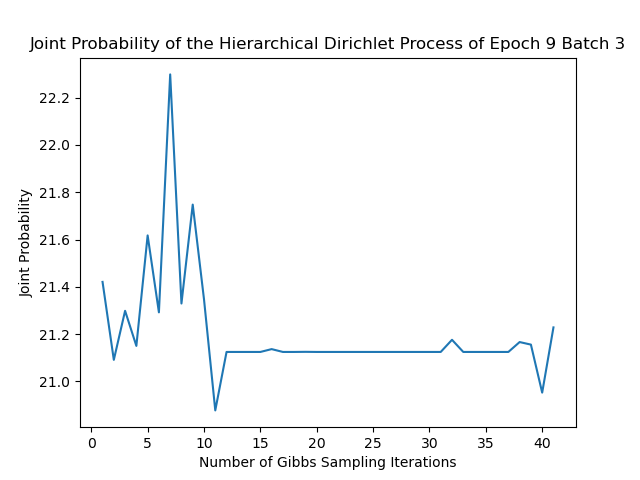 Joint Probability of the Hierarchical Dirichlet Process of Epoch 9 Batch 3
22.2
22.0
21.8
21.6
21.4
21.2
21.0
Joint Probability
0 5 10 15 20 25 30 35 40
Number of Gibbs Sampling Iterations